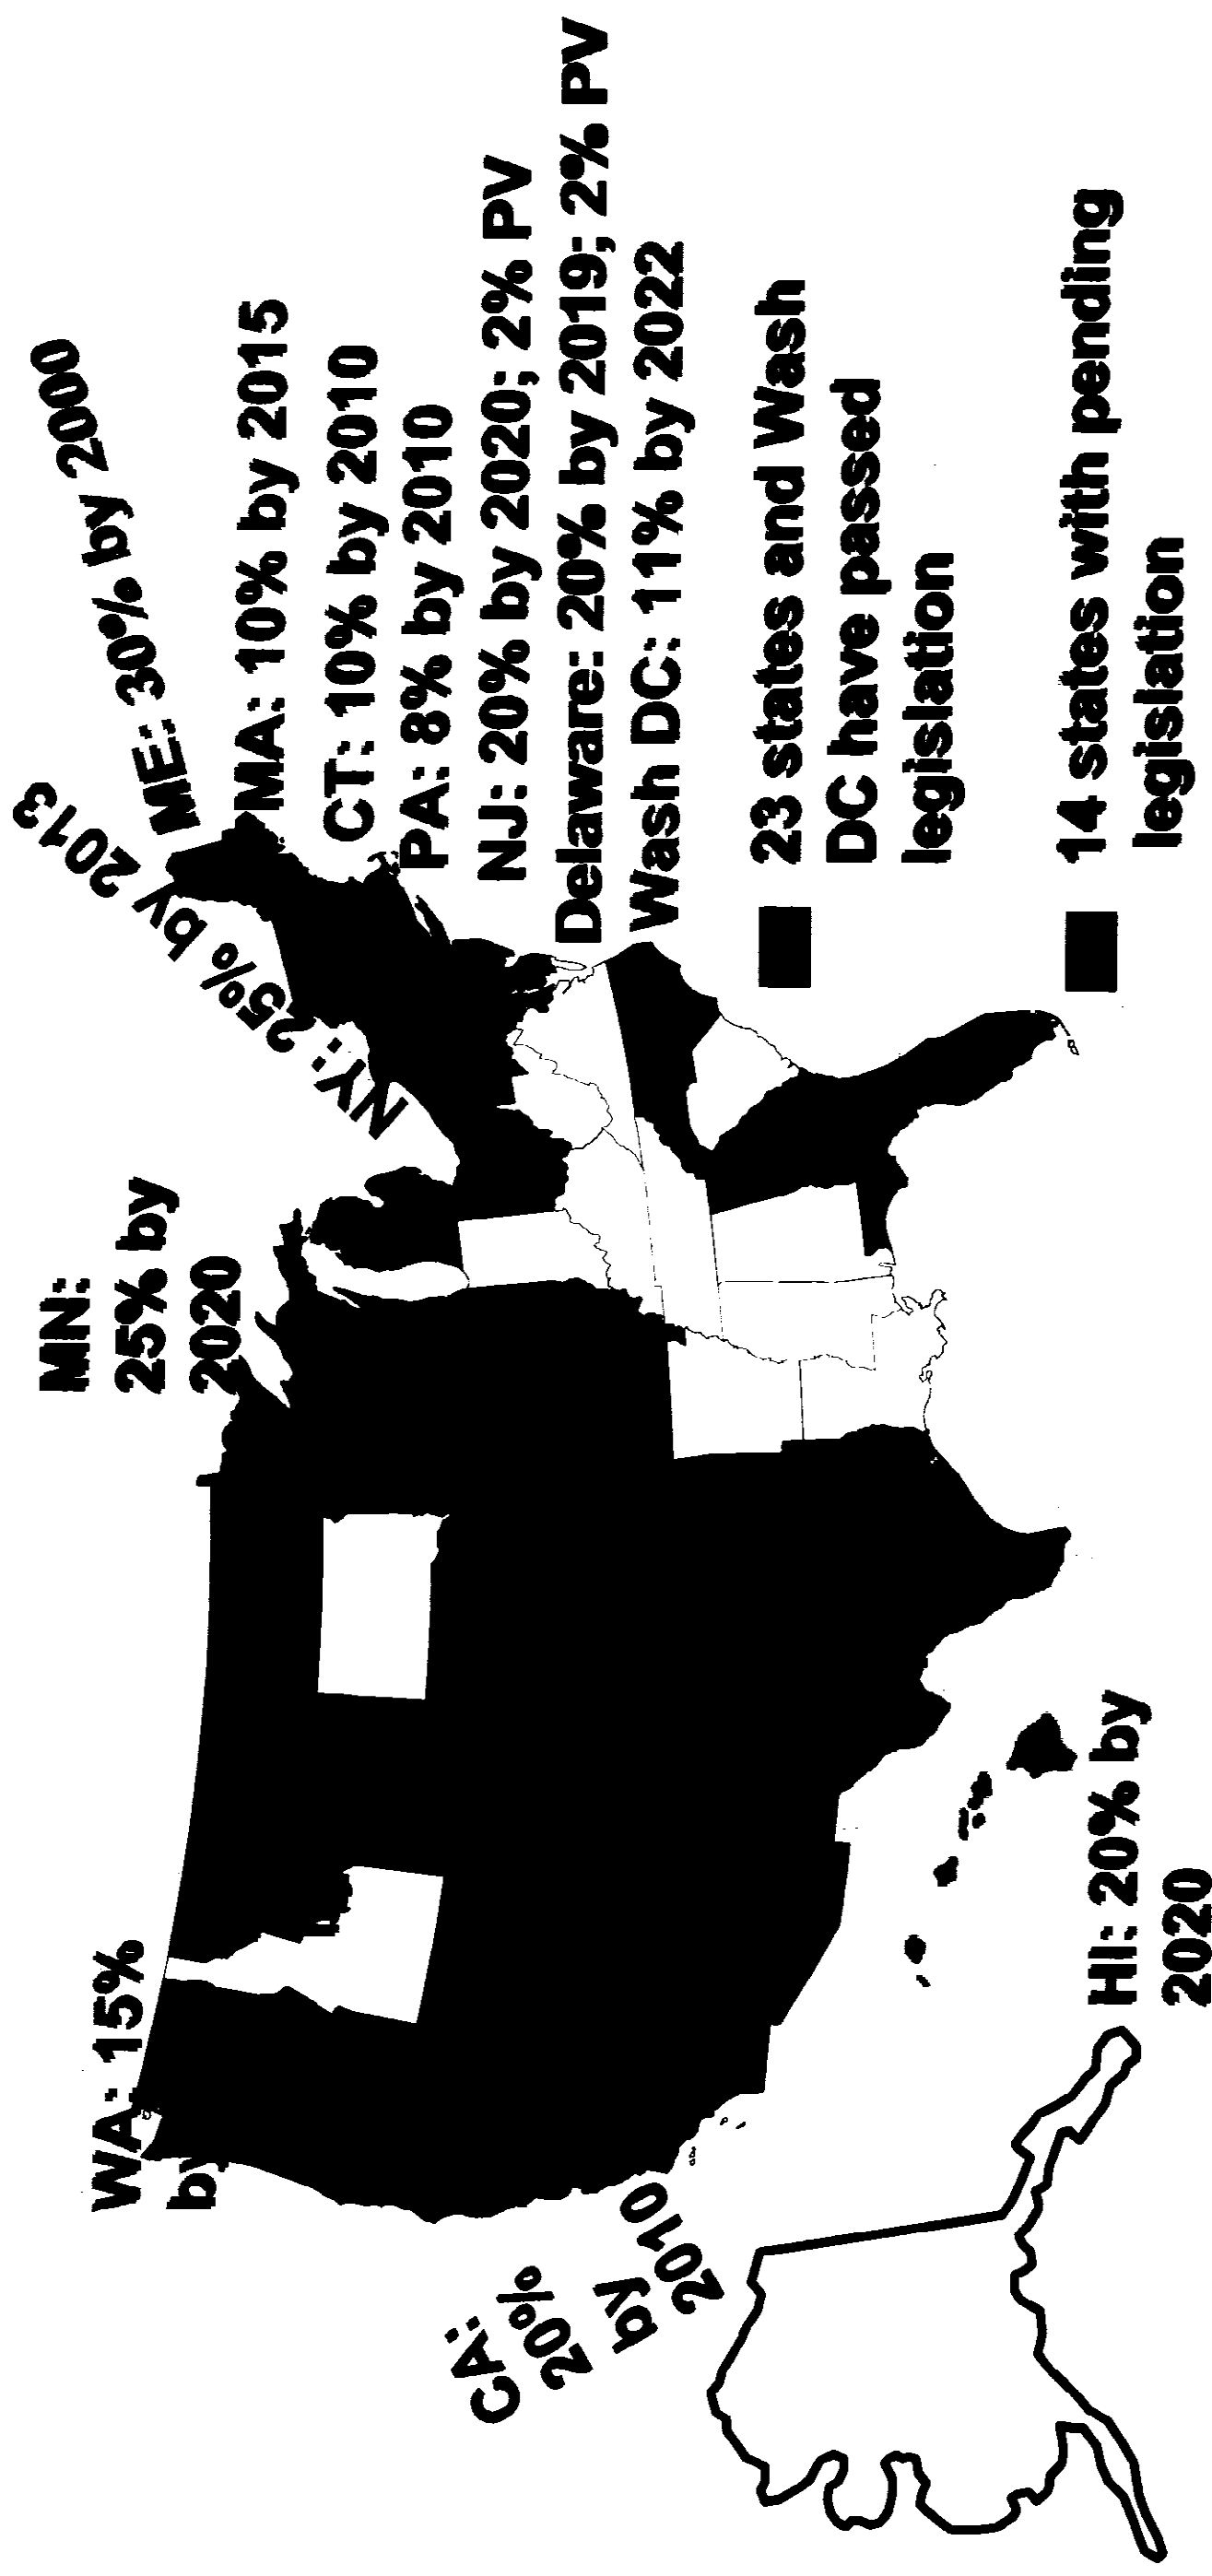 WA: 15%
by
MN:
25% by
2020
NY: 25% by 2013
ME: 30% by 2000
MA: 10% by 2015
CT: 10% by 2010
PA: 8% by 2010
NJ: 20% by 2020; 2% PV
Delaware: 20% by 2019; 2% PV
Wash DC: 11% by 2022
CA:
20%
by
2010
HI: 20% by
2020
23 states and Wash
DC have passed
legislation
14 states with pending
legislation